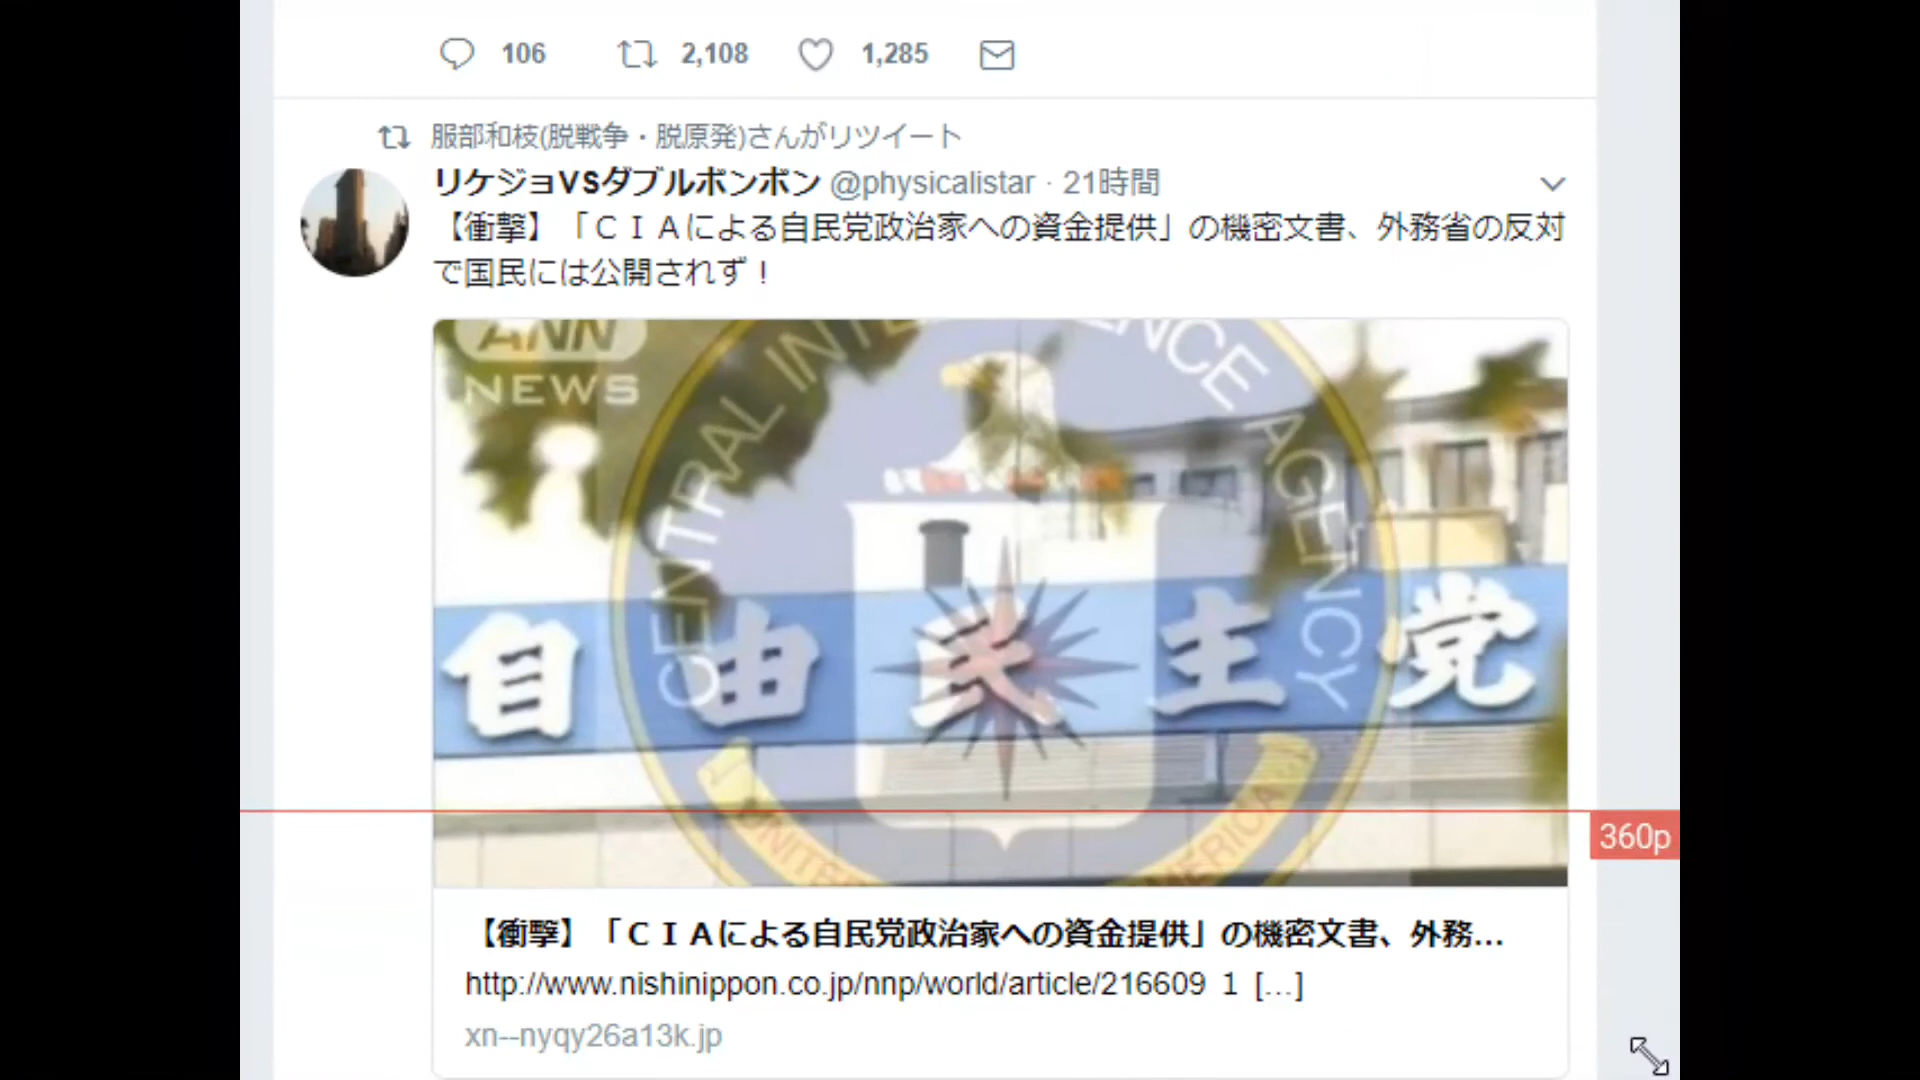 106 2,108 1,285
服部和枝(脱戦争・脱原発)さんがリツイート
リケジョVSダブルポンポン @physicalistar · 21時間
【衝撃】「ＣＩＡによる自民党政治家への資金提供」の機密文書、外務省の反対
で国民には公開されず！
ANN
NEWS
CENTRAL INTE ENCE AGENCY
自由民主党
UNITE MERICA
360p
【衝撃】「ＣＩＡによる自民党政治家への資金提供」の機密文書、外務...
http://www.nishinippon.co.jp/nnp/world/article/216609 1 [...]
xn--nyqy26a13k.jp